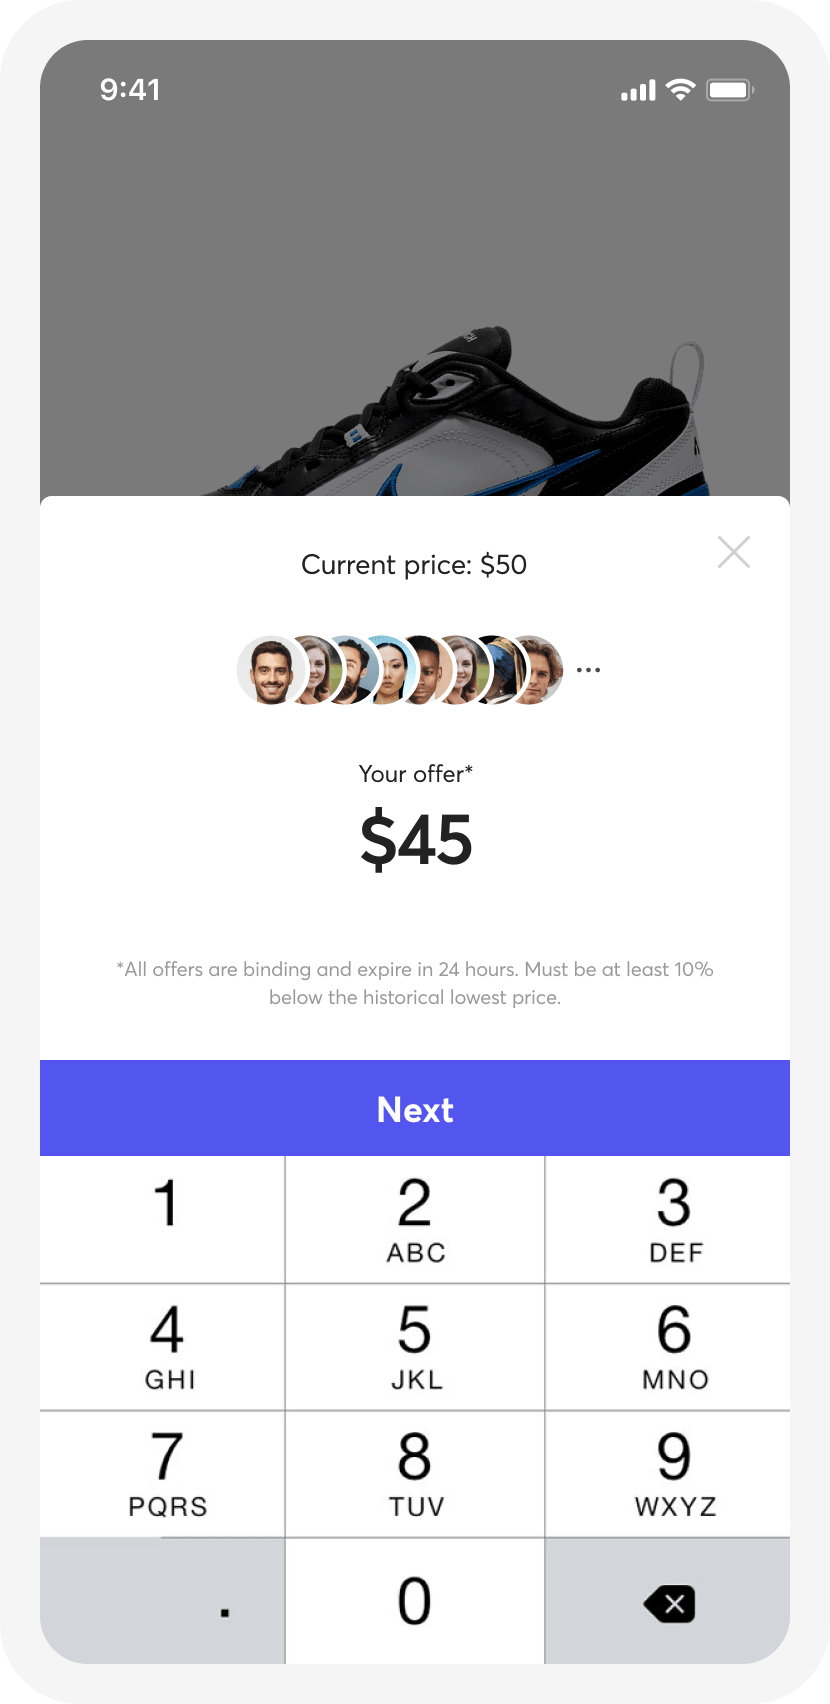 9:41
Current price: $50
Your offer*
$45
*All offers are binding and expire in 24 hours. Must be at least 10%
below the historical lowest price.
Next
1 2 3
ABC DEF
4 5 6
GHI JKL MNO
7 8 9
PQRS TUV WXYZ
. 0